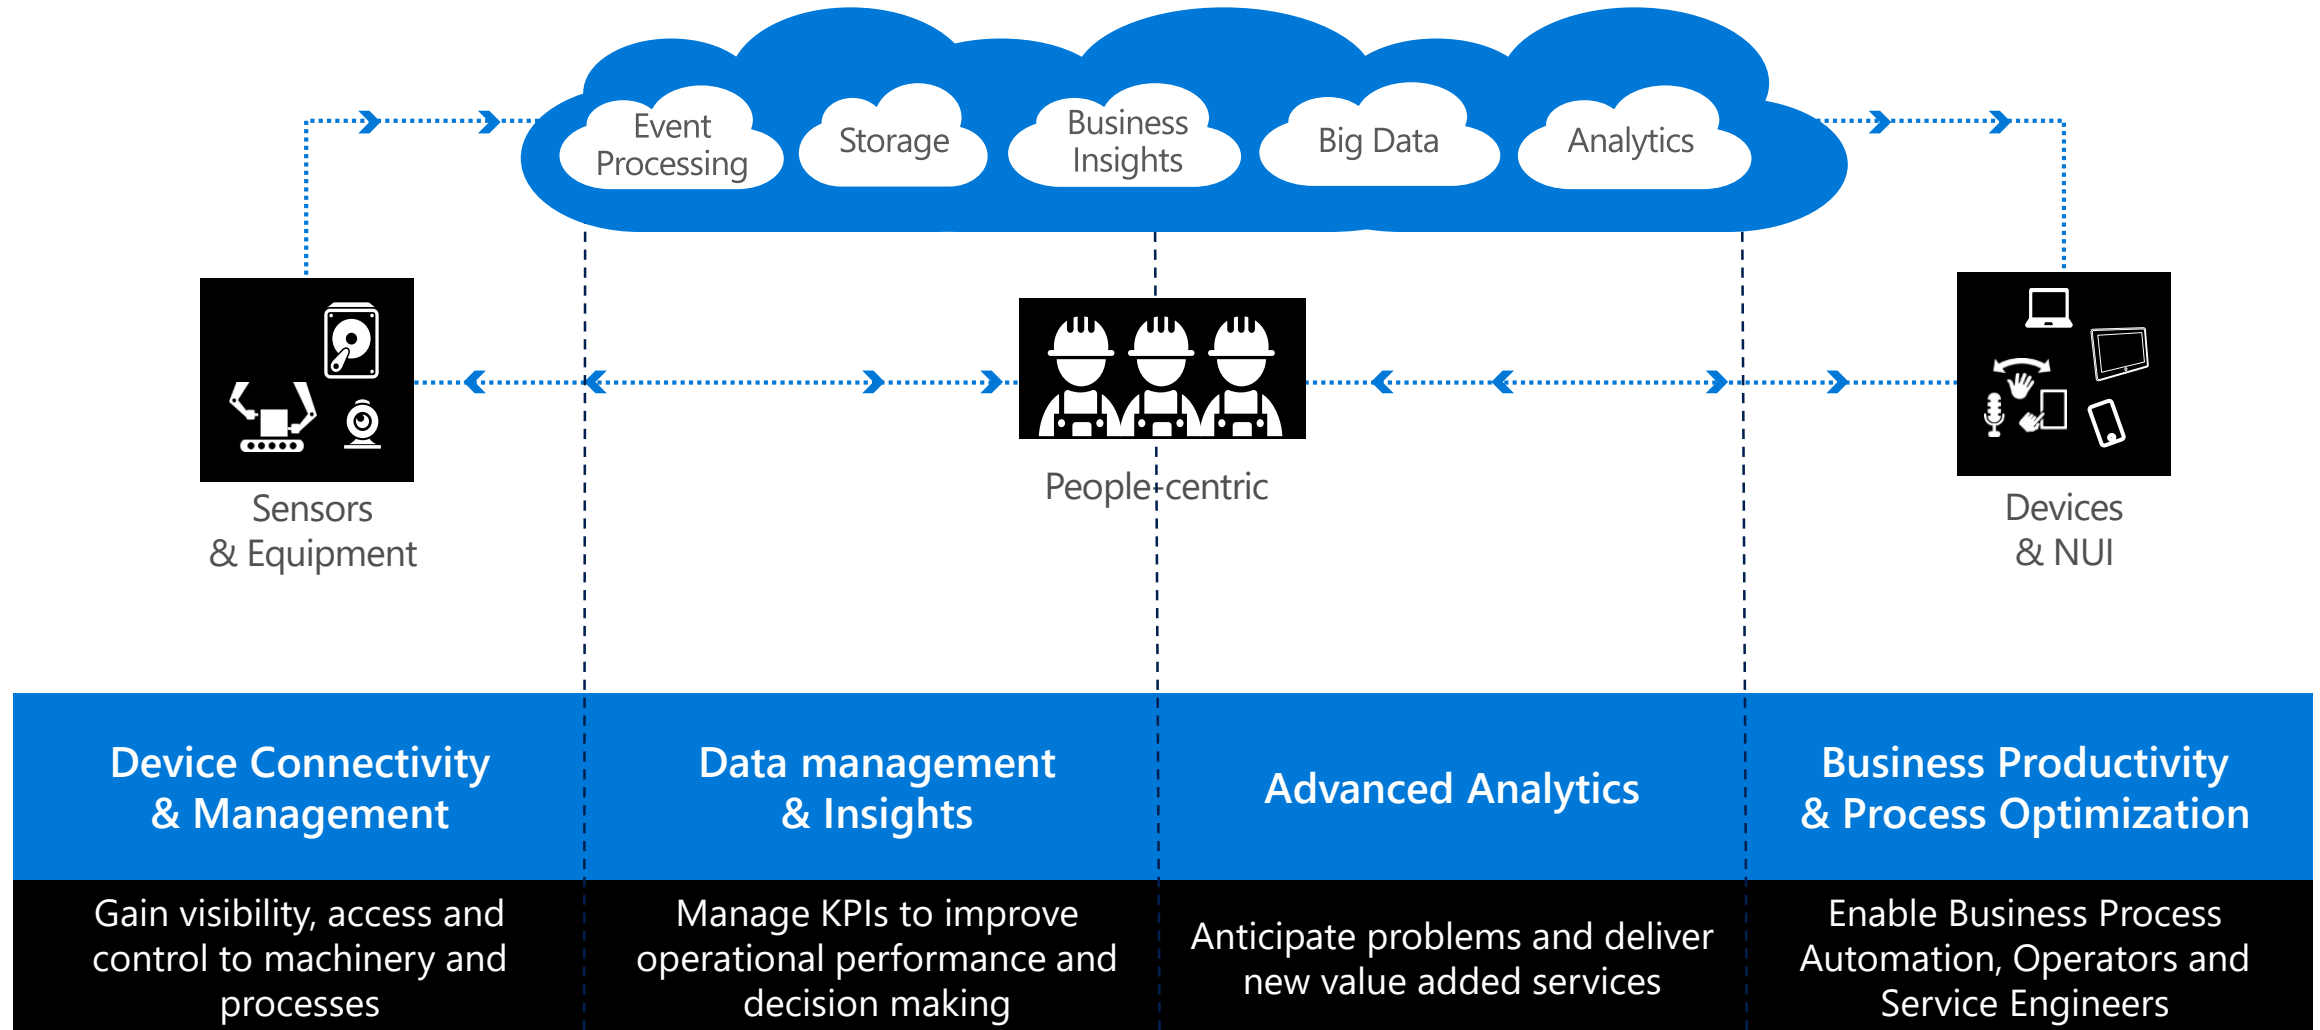 Event
Processing
Storage
Business
Insights
Big Data
Analytics
Sensors
& Equipment
People-centric
Devices
& NUI
Device Connectivity
& Management
Data management
& Insights
Advanced Analytics
Business Productivity
& Process Optimization
Gain visibility, access and
control to machinery and
processes
Manage KPIs to improve
operational performance and
decision making
Anticipate problems and deliver
new value added services
Enable Business Process
Automation, Operators and
Service Engineers